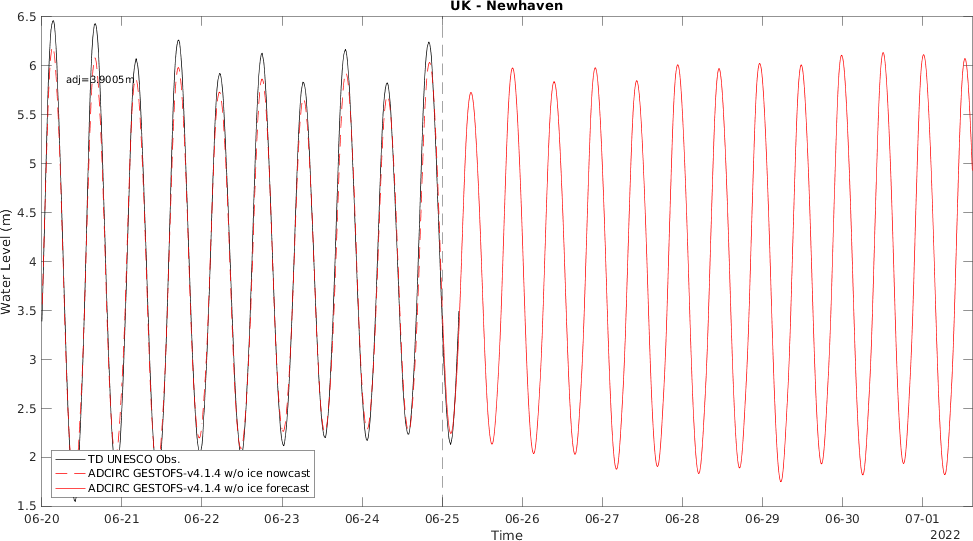 UK - Newhaven
6.5
6
5.5
5
4.5
4
3.5
3
2.5
2
1.5
Water Level (m)
adj=3.9005m
TD UNESCO Obs.
ADCIRC GESTOFS-v4.1.4 w/o ice nowcast
ADCIRC GESTOFS-v4.1.4 w/o ice forecast
06-20 06-21 06-22 06-23 06-24 06-25 06-26 06-27 06-28 06-29 06-30 07-01
2022
Time